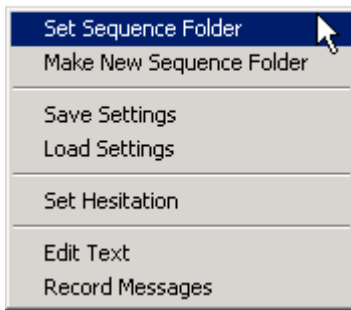 Set Sequence Folder
Make New Sequence Folder
Save Settings
Load Settings
Set Hesitation
Edit Text
Record Messages